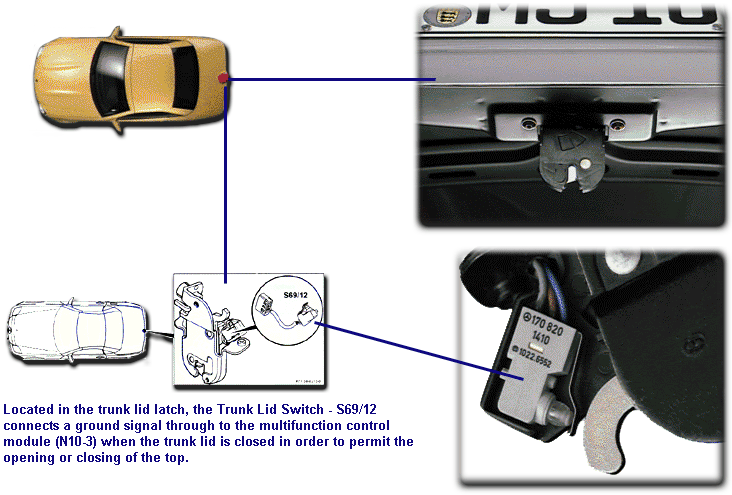 MJ 10
S69/12
170 820
1410
1022.6552
Located in the trunk lid latch, the Trunk Lid Switch - S69/12
connects a ground signal through to the multifunction control
module (N10-3) when the trunk lid is closed in order to permit the
opening or closing of the top.